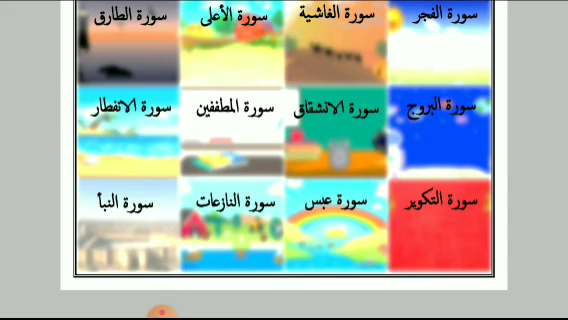 سورة الفجر
سورة الغاشية
سورة الأعلى
سورة الطارق
سورة البروج
سورة الانشقاق
سورة المطففين
سورة الانفطار
سورة التكوير
سورة عبس
سورة النازعات
سورة النبأ